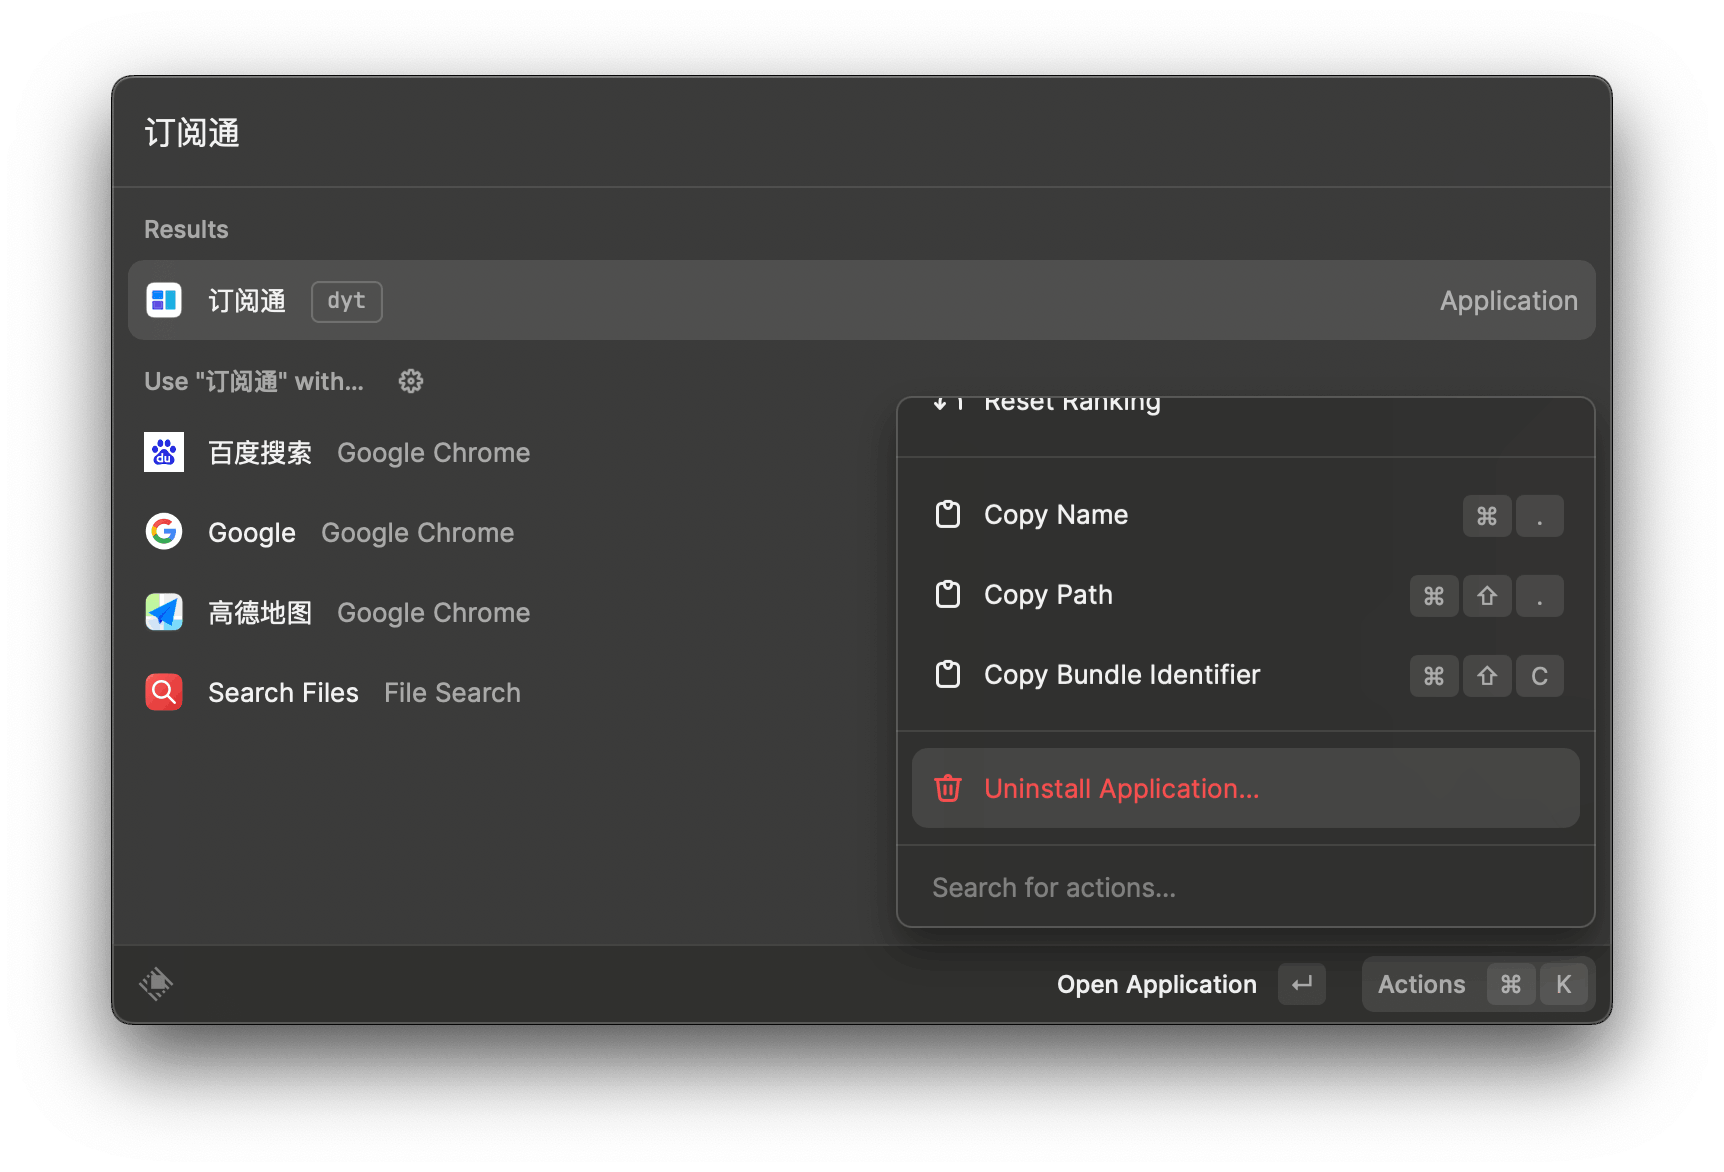 订阅通
Results
订阅通 dyt Application
Use "订阅通" with...
百度搜索 Google Chrome
Google Google Chrome
高德地图 Google Chrome
Search Files File Search
Reset Ranking
Copy Name ⌘ .
Copy Path ⌘ ⇧ .
Copy Bundle Identifier ⌘ ⇧ C
Uninstall Application...
Search for actions...
Open Application ↵ Actions ⌘ K